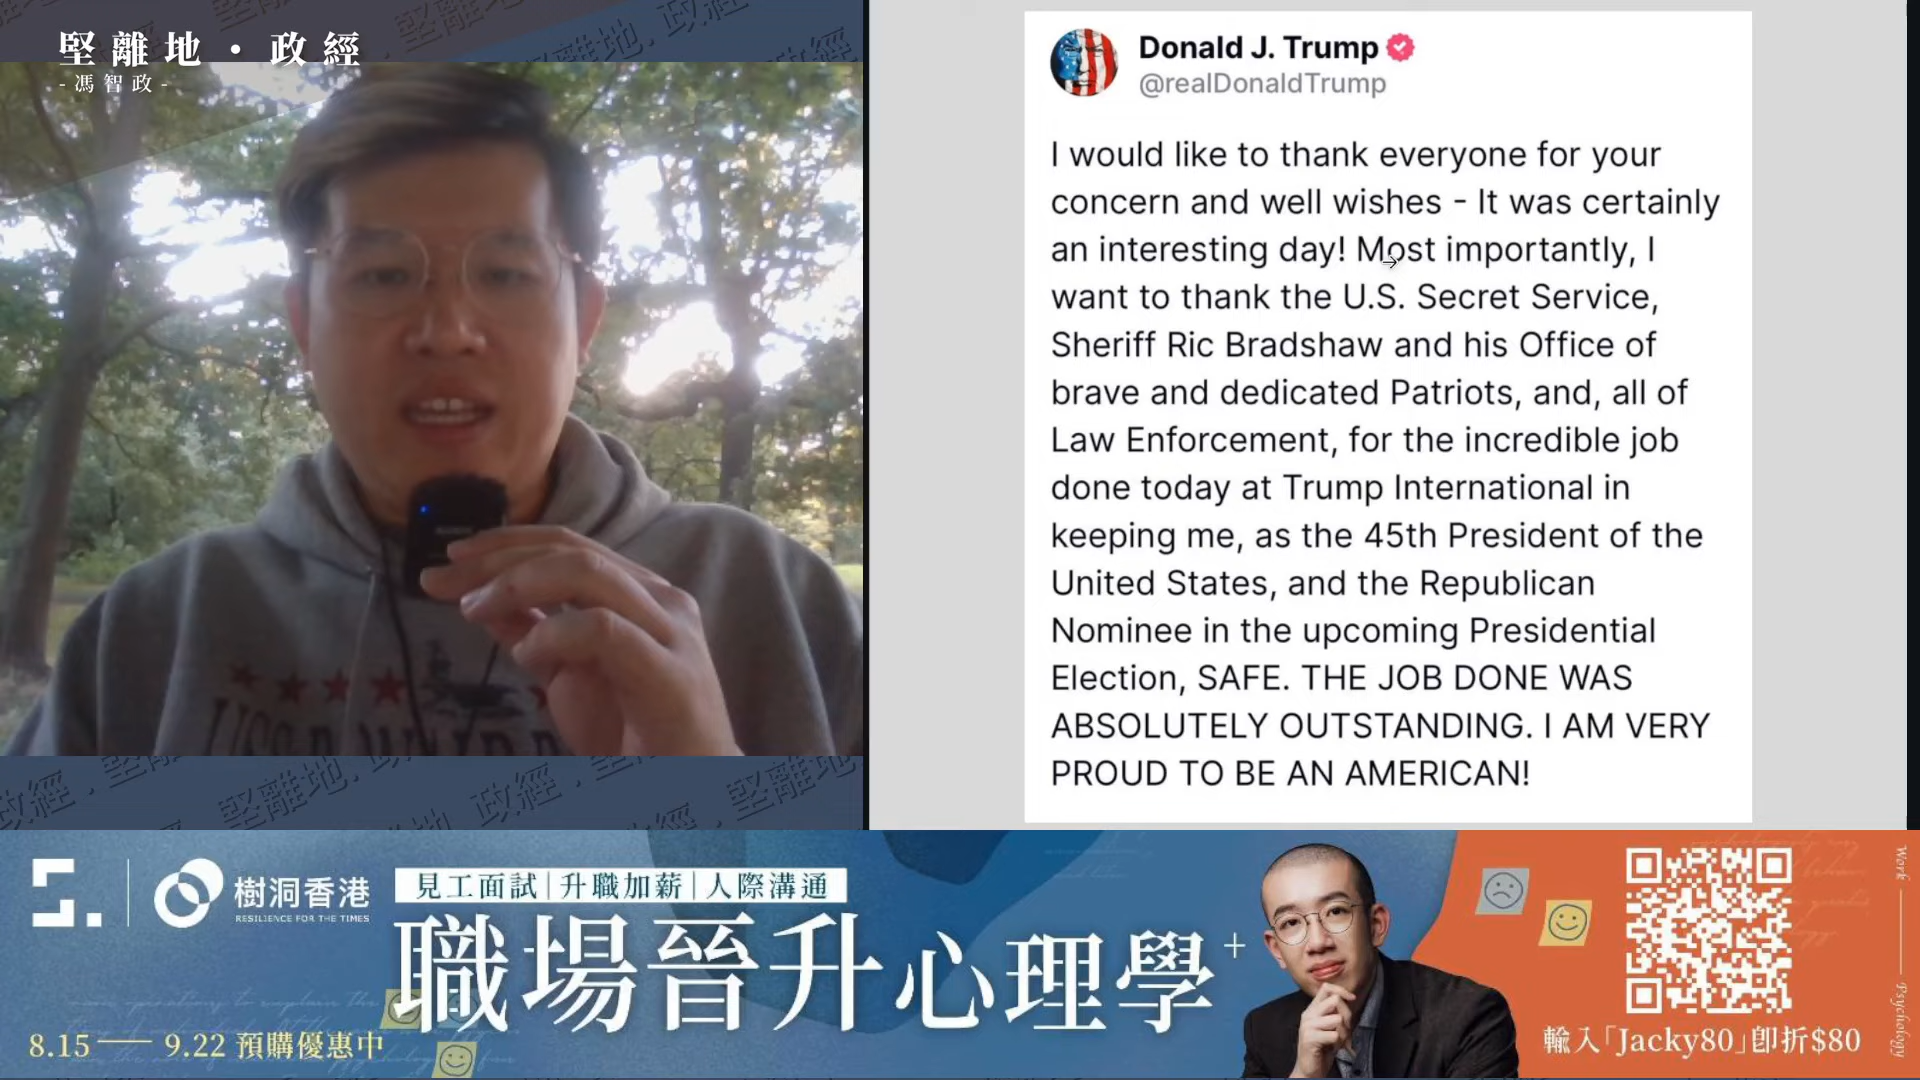 堅離地・政經
-馮智政-
Donald J. Trump
@realDonaldTrump
I would like to thank everyone for your
concern and well wishes - It was certainly
an interesting day! Most importantly, I
want to thank the U.S. Secret Service,
Sheriff Ric Bradshaw and his Office of
brave and dedicated Patriots, and, all of
Law Enforcement, for the incredible job
done today at Trump International in
keeping me, as the 45th President of the
United States, and the Republican
Nominee in the upcoming Presidential
Election, SAFE. THE JOB DONE WAS
ABSOLUTELY OUTSTANDING. I AM VERY
PROUD TO BE AN AMERICAN!
樹洞香港
RESILIENCE FOR THE TIMES
見工面試|升職加薪|人際溝通
職場晉升心理學+
8.15 — 9.22 預購優惠中
輸入「Jacky80」即折$80
Work — Psychology